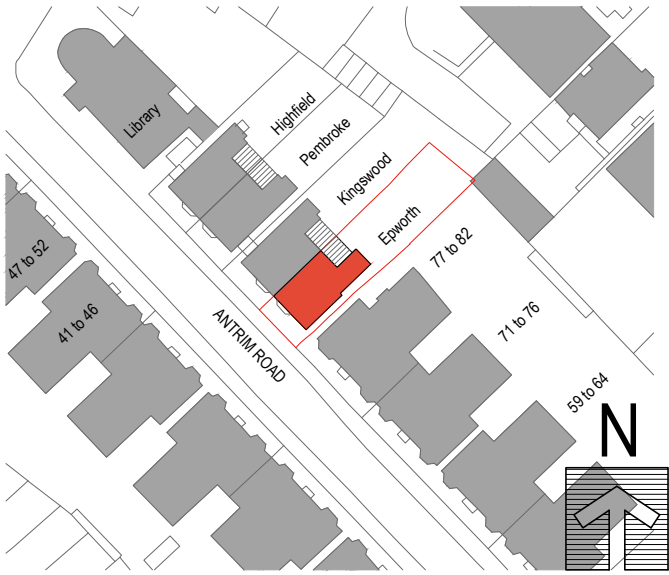 Library
Highfield
Pembroke
Kingswood
Epworth
77 to 82
47 to 52
41 to 46
ANTRIM ROAD
71 to 76
59 to 64
N